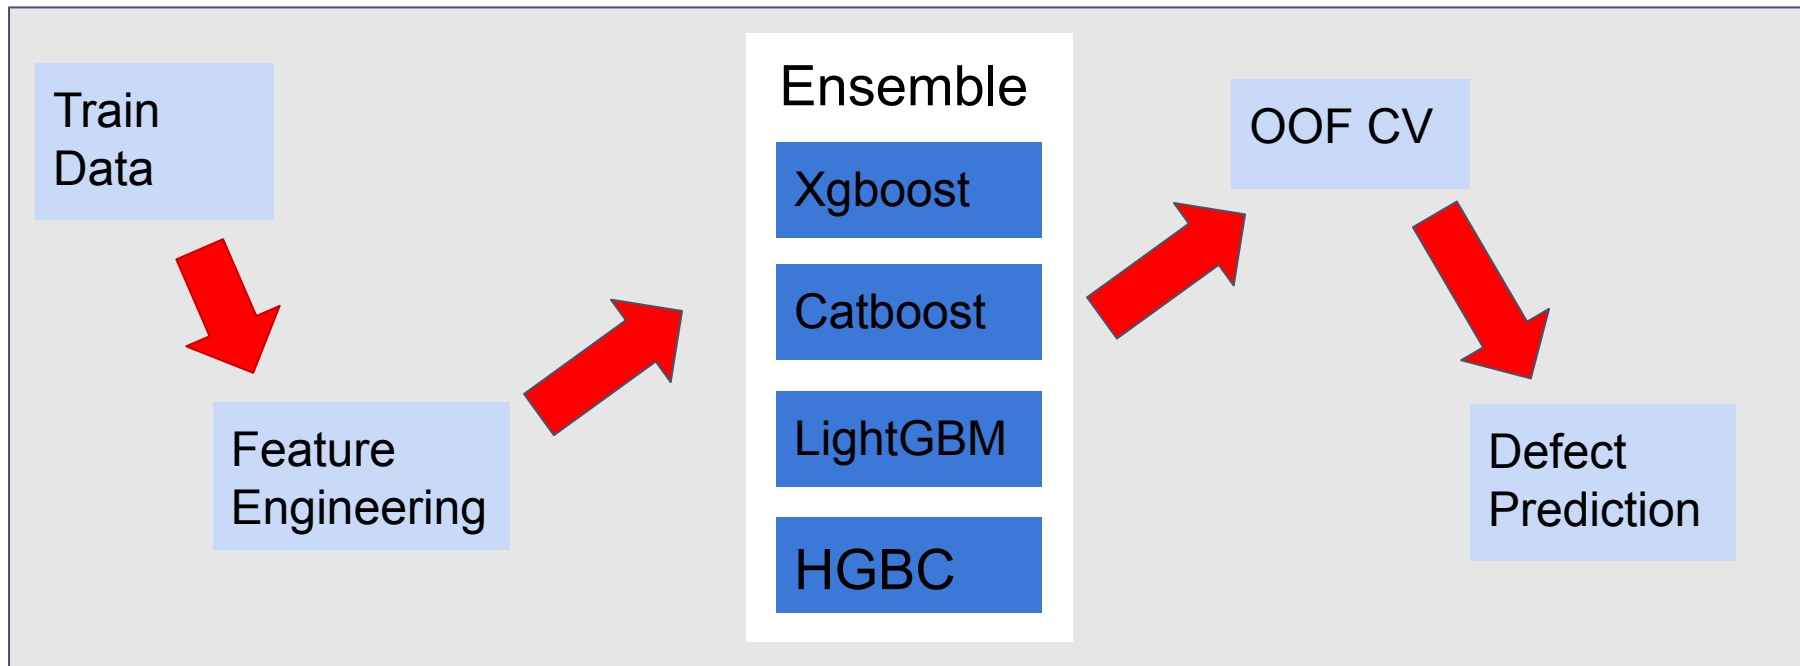 Train
Data
Feature
Engineering
Ensemble
Xgboost
Catboost
LightGBM
HGBC
OOF CV
Defect
Prediction